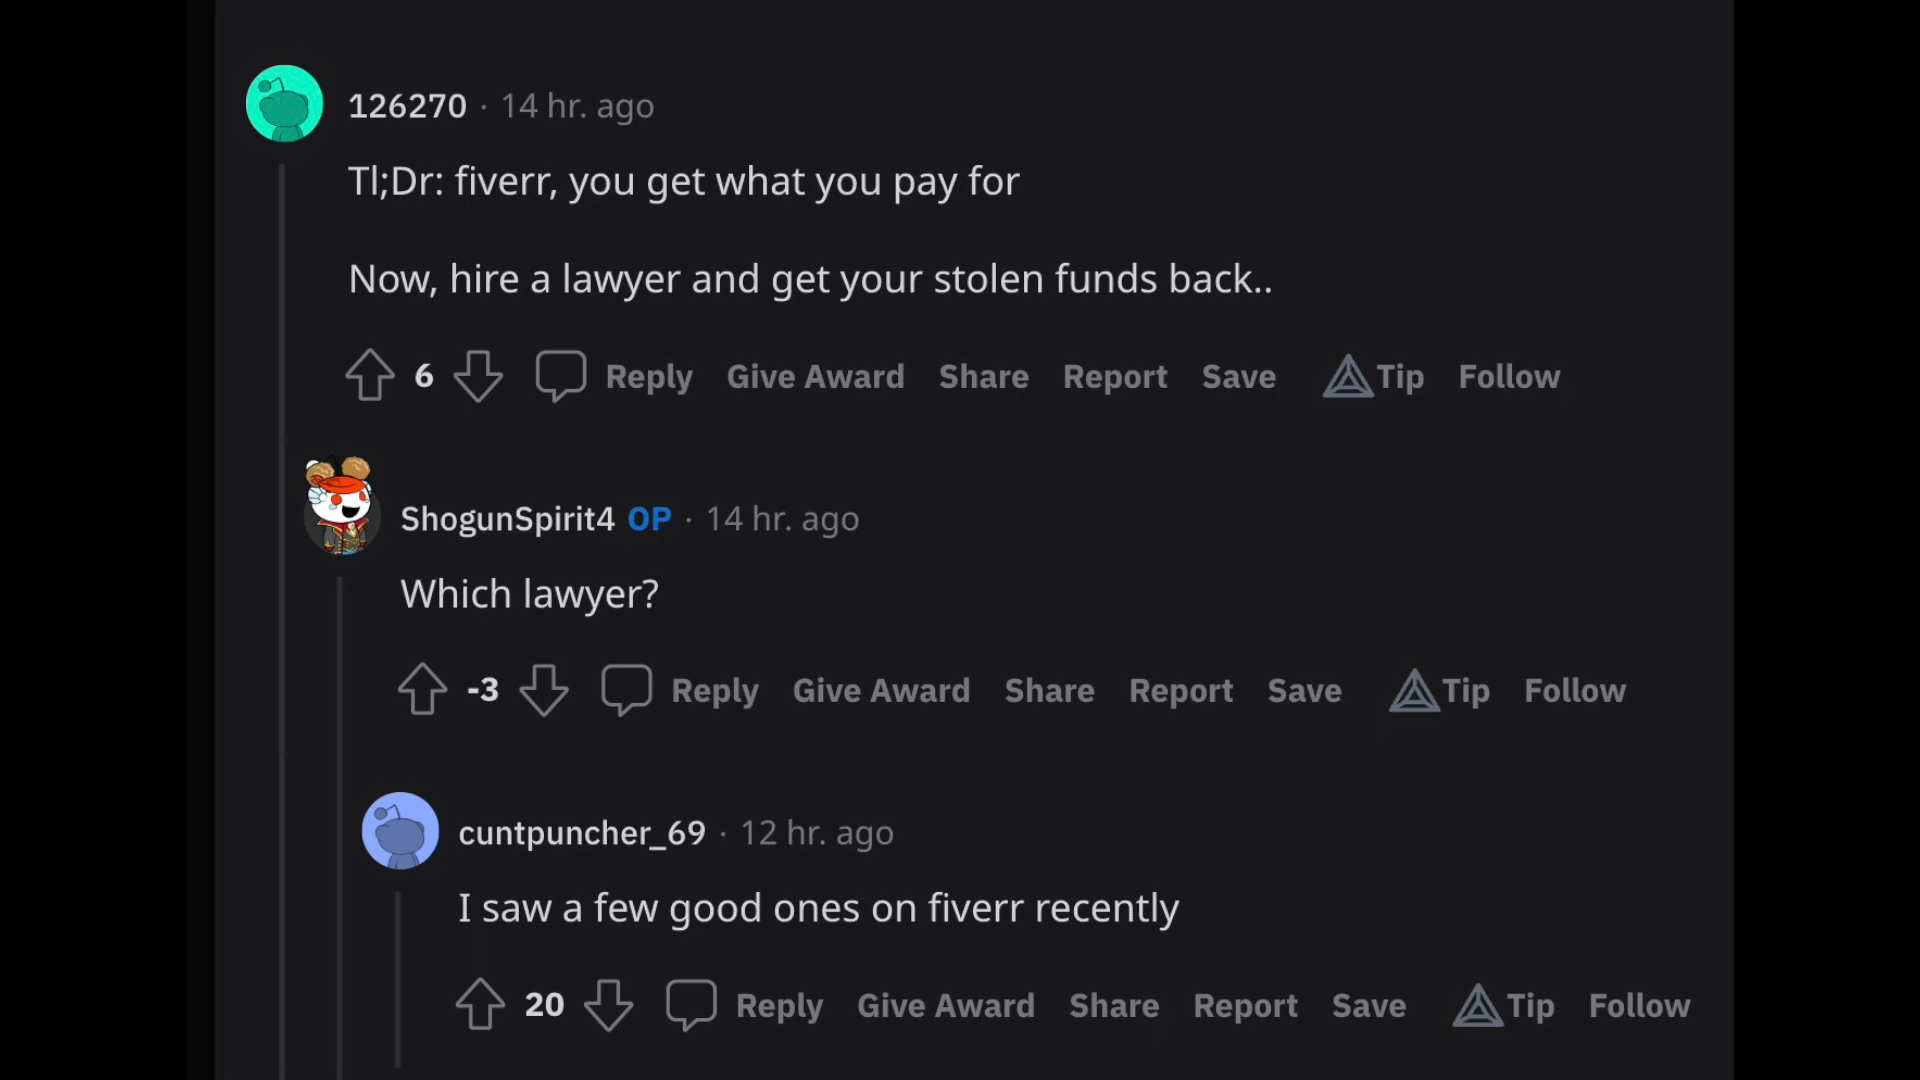 126270 · 14 hr. ago
Tl;Dr: fiverr, you get what you pay for
Now, hire a lawyer and get your stolen funds back..
6 Reply Give Award Share Report Save Tip Follow
ShogunSpirit4 OP · 14 hr. ago
Which lawyer?
-3 Reply Give Award Share Report Save Tip Follow
cuntpuncher_69 · 12 hr. ago
I saw a few good ones on fiverr recently
20 Reply Give Award Share Report Save Tip Follow